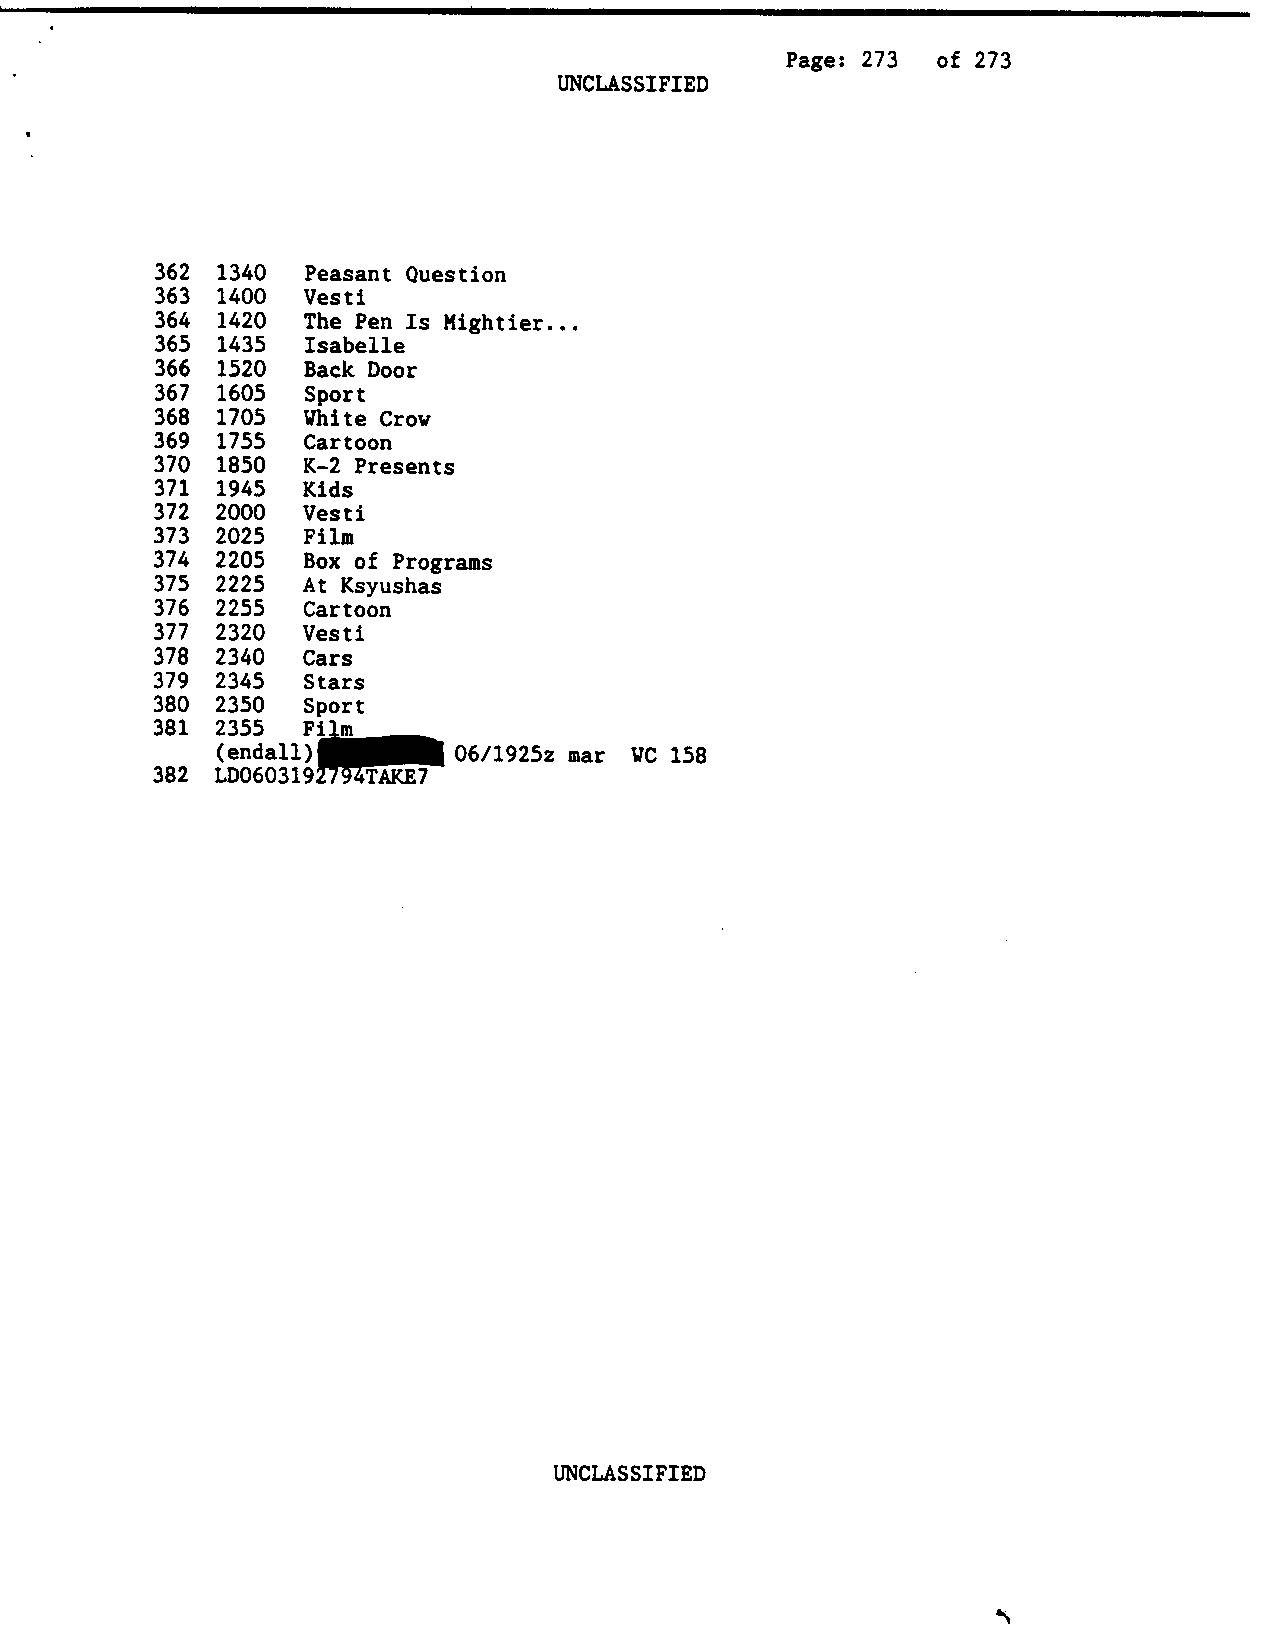 Page: 273 of 273
UNCLASSIFIED
362 1340 Peasant Question
363 1400 Vesti
364 1420 The Pen Is Mightier...
365 1435 Isabelle
366 1520 Back Door
367 1605 Sport
368 1705 White Crow
369 1755 Cartoon
370 1850 K-2 Presents
371 1945 Kids
372 2000 Vesti
373 2025 Film
374 2205 Box of Programs
375 2225 At Ksyushas
376 2255 Cartoon
377 2320 Vesti
378 2340 Cars
379 2345 Stars
380 2350 Sport
381 2355 Film
(endall) 06/1925z mar WC 158
382 LD0603192794TAKE7
UNCLASSIFIED